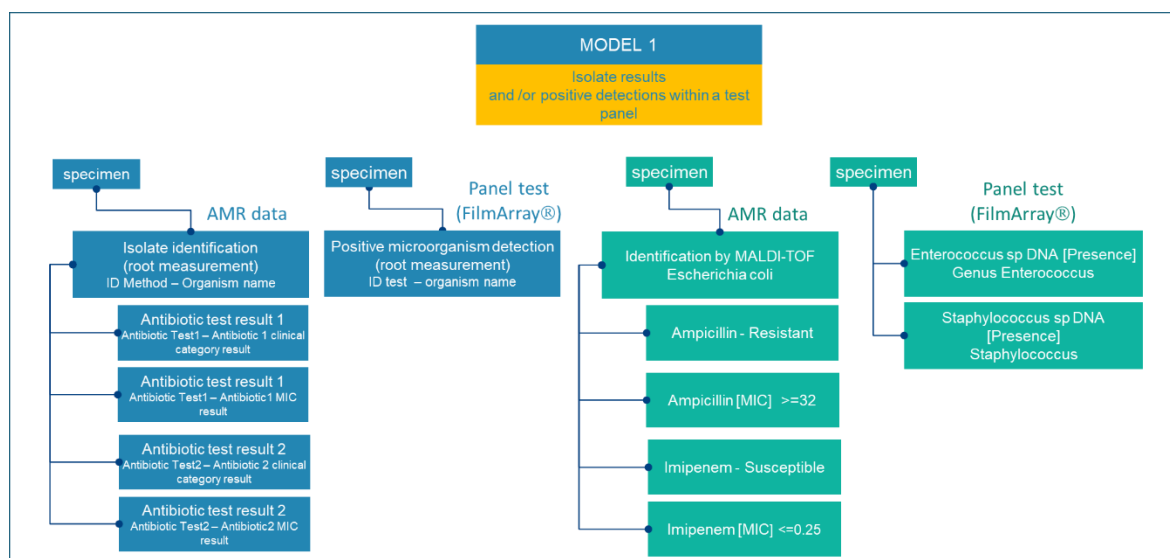 MODEL 1
Isolate results
and /or positive detections within a test
panel
specimen
AMR data
Isolate identification
(root measurement)
ID Method – Organism name
Antibiotic test result 1
Antibiotic Test1 – Antibiotic 1 clinical
category result
Antibiotic test result 1
Antibiotic Test1 – Antibiotic1 MIC
result
Antibiotic test result 2
Antibiotic Test2 – Antibiotic 2 clinical
category result
Antibiotic test result 2
Antibiotic Test2 – Antibiotic2 MIC
result
specimen
Panel test
(FilmArray®)
Positive microorganism detection
(root measurement)
ID test – organism name
specimen
AMR data
Identification by MALDI-TOF
Escherichia coli
Ampicillin - Resistant
Ampicillin [MIC] >=32
Imipenem - Susceptible
Imipenem [MIC] <=0.25
specimen
Panel test
(FilmArray®)
Enterococcus sp DNA [Presence]
Genus Enterococcus
Staphylococcus sp DNA
[Presence]
Staphylococcus